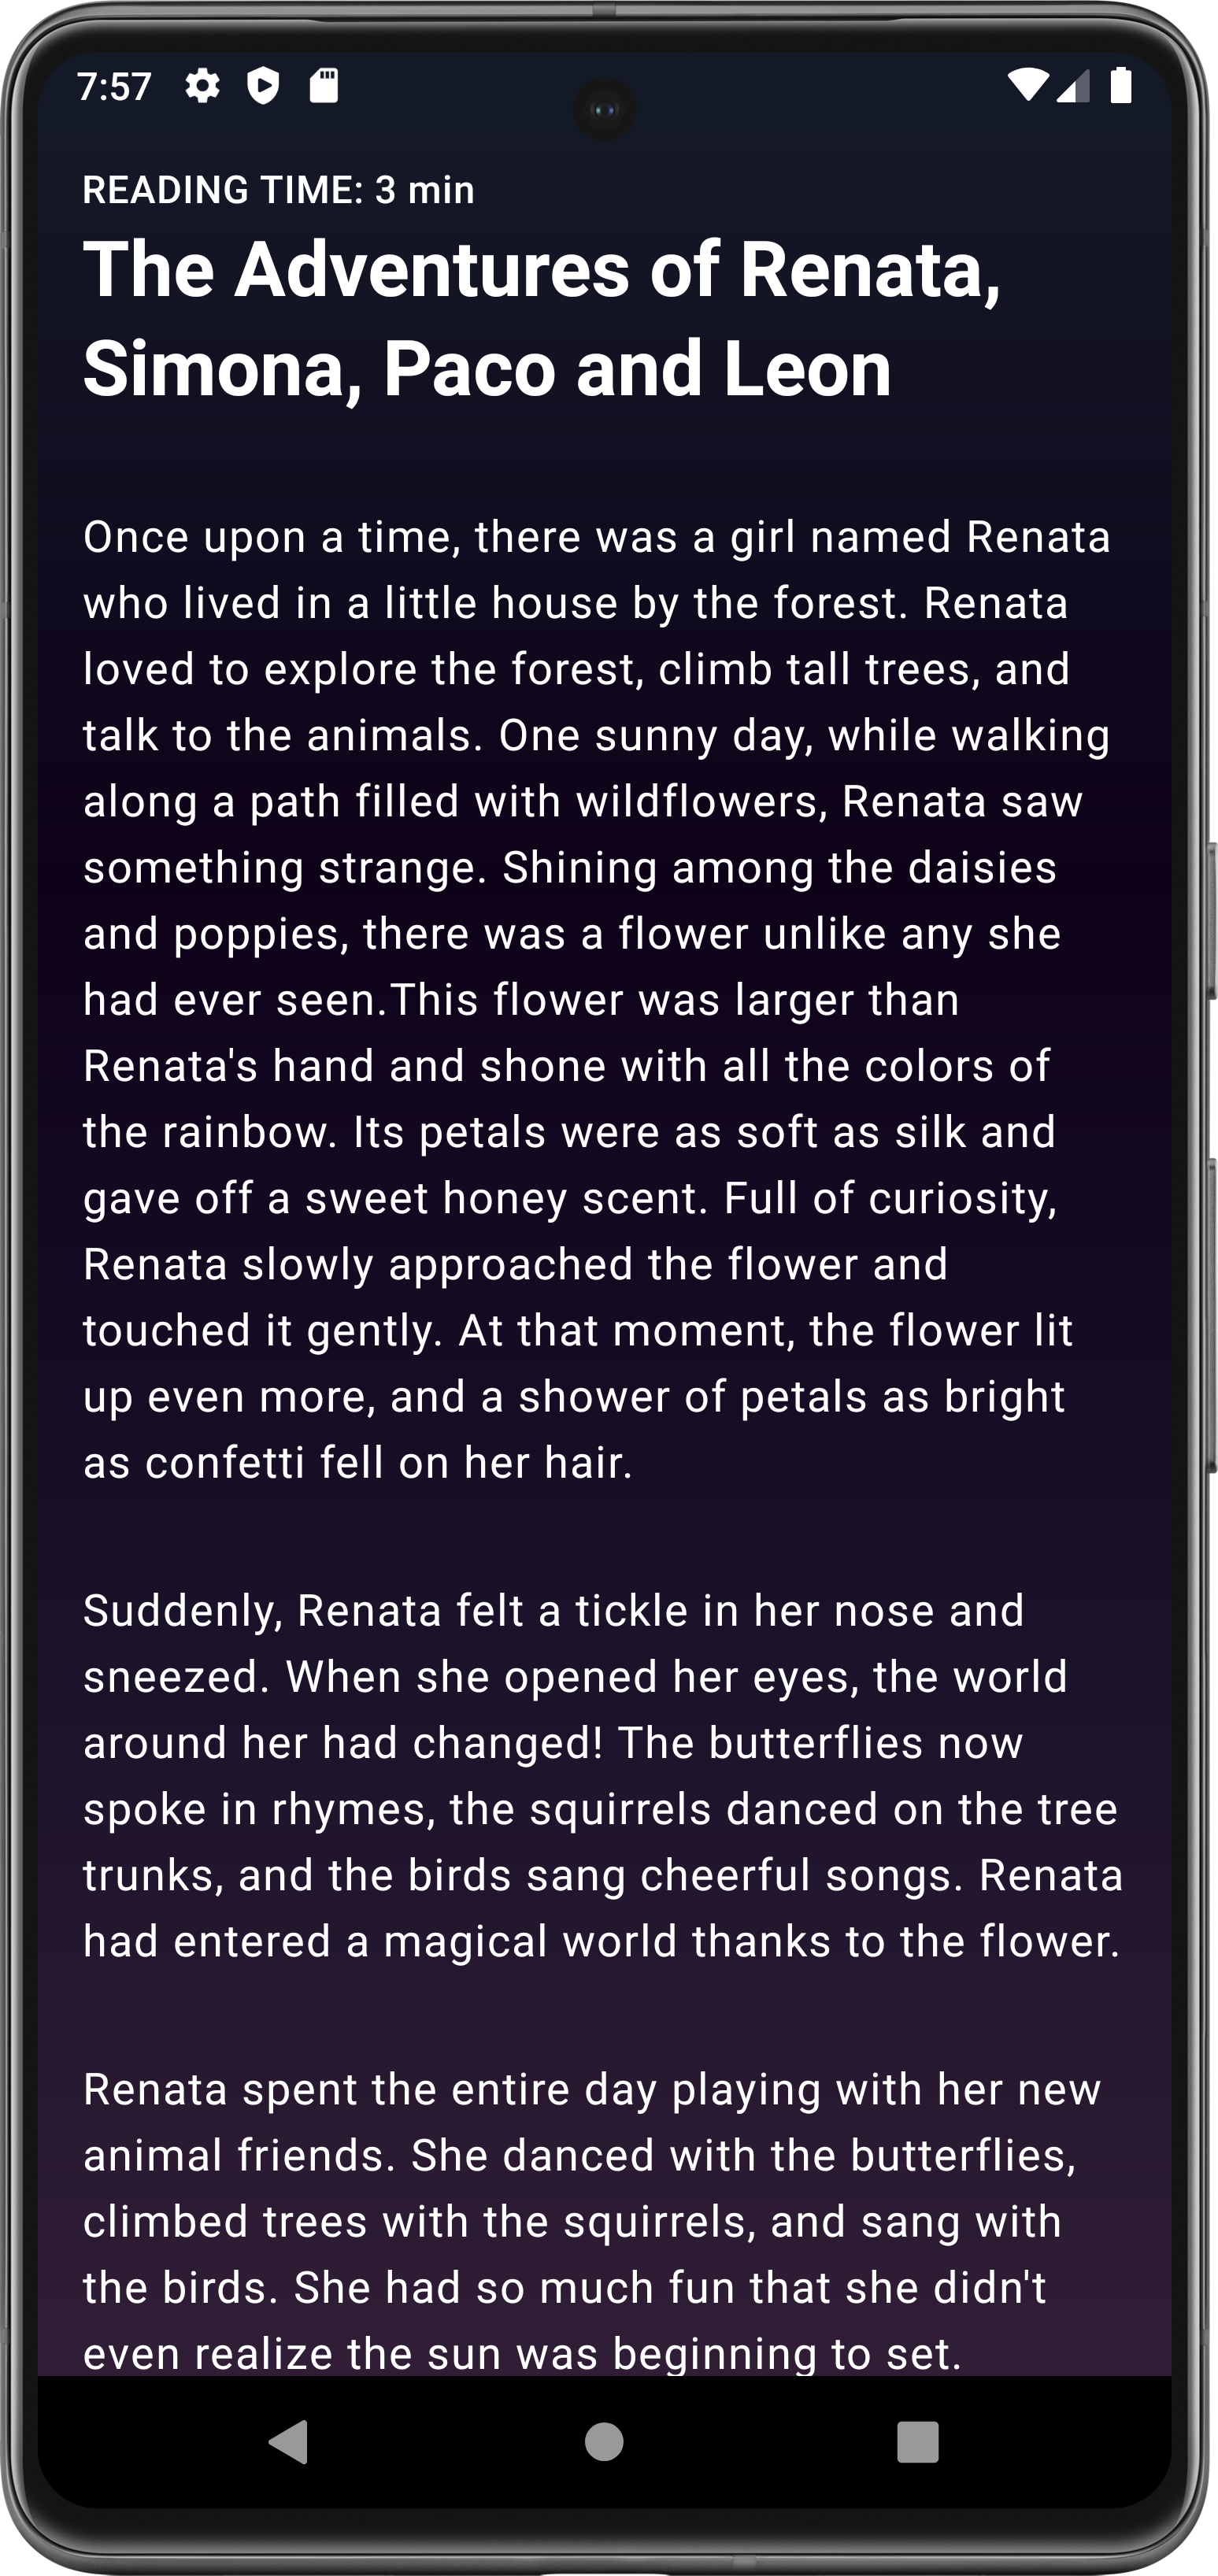 7:57
READING TIME: 3 min
The Adventures of Renata,
Simona, Paco and Leon
Once upon a time, there was a girl named Renata
who lived in a little house by the forest. Renata
loved to explore the forest, climb tall trees, and
talk to the animals. One sunny day, while walking
along a path filled with wildflowers, Renata saw
something strange. Shining among the daisies
and poppies, there was a flower unlike any she
had ever seen.This flower was larger than
Renata's hand and shone with all the colors of
the rainbow. Its petals were as soft as silk and
gave off a sweet honey scent. Full of curiosity,
Renata slowly approached the flower and
touched it gently. At that moment, the flower lit
up even more, and a shower of petals as bright
as confetti fell on her hair.
Suddenly, Renata felt a tickle in her nose and
sneezed. When she opened her eyes, the world
around her had changed! The butterflies now
spoke in rhymes, the squirrels danced on the tree
trunks, and the birds sang cheerful songs. Renata
had entered a magical world thanks to the flower.
Renata spent the entire day playing with her new
animal friends. She danced with the butterflies,
climbed trees with the squirrels, and sang with
the birds. She had so much fun that she didn't
even realize the sun was beginning to set.